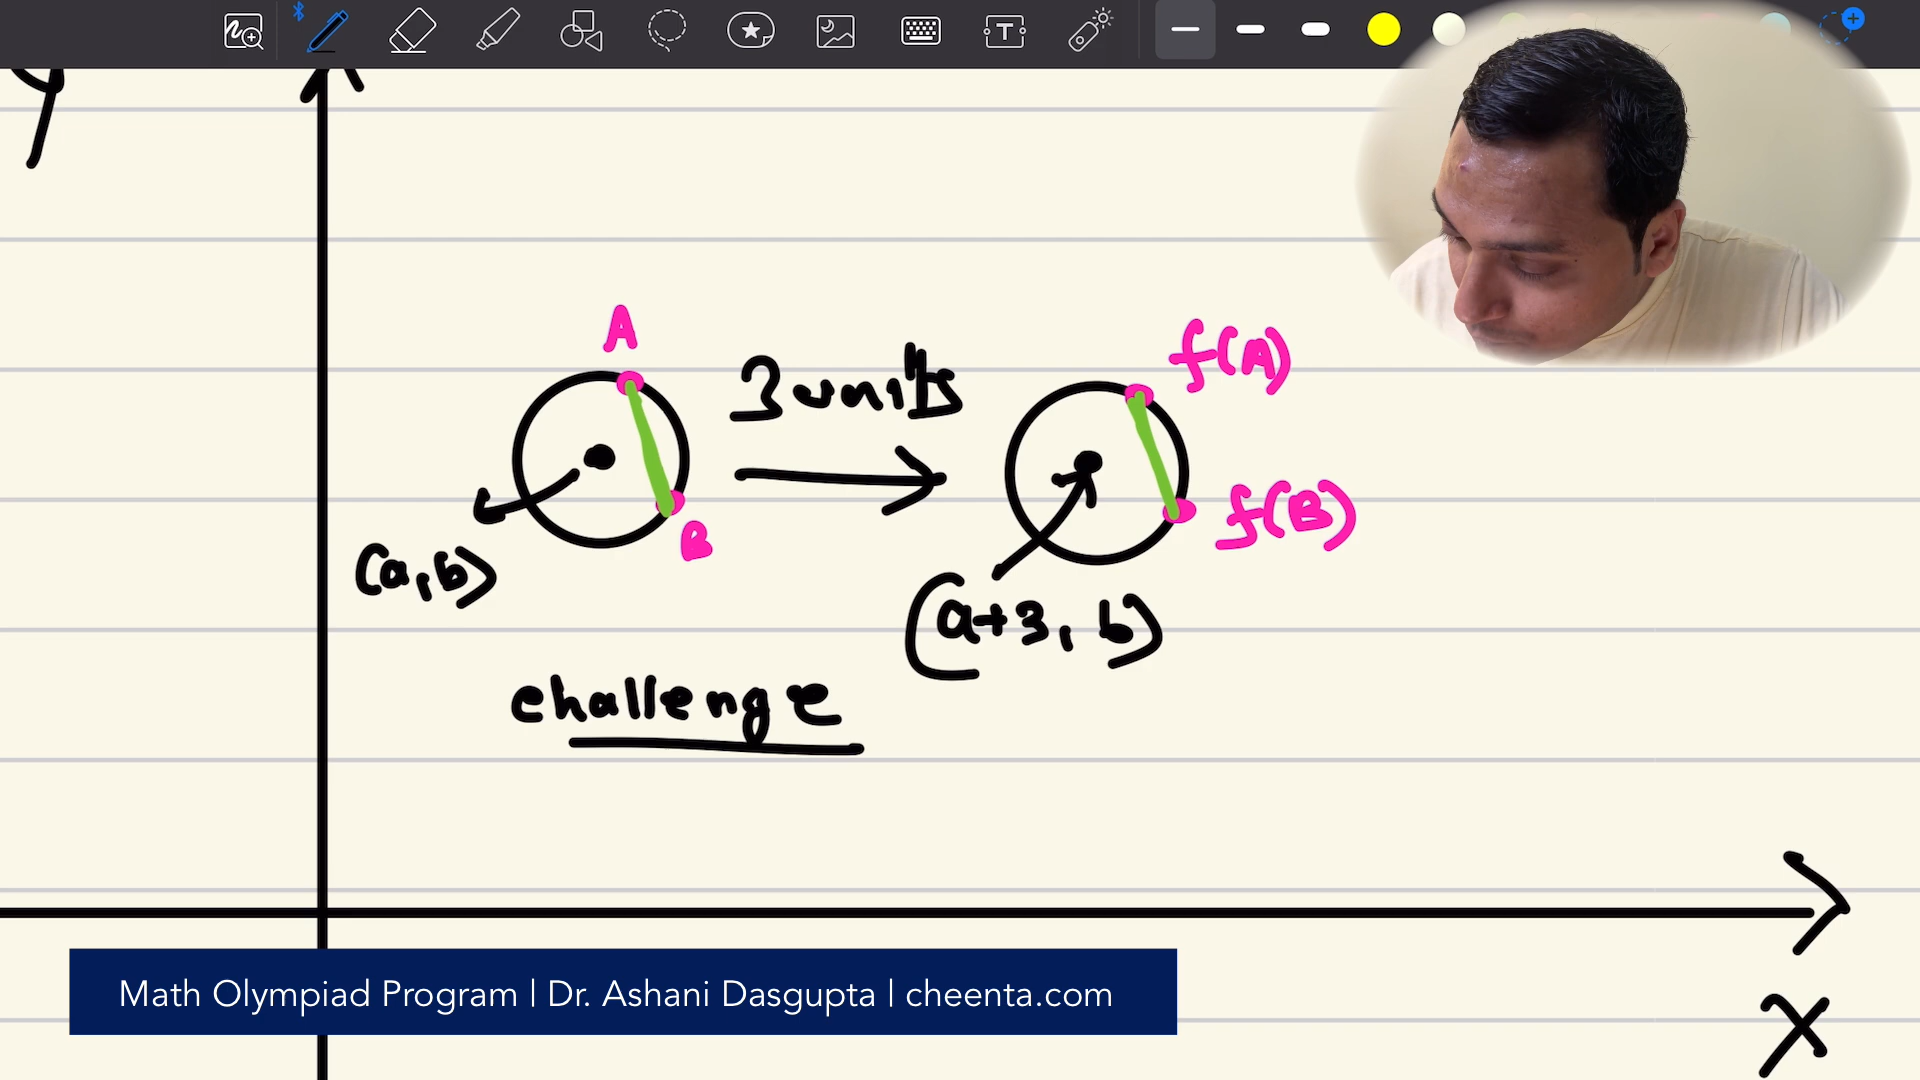 y
A
3 units
f(A)
B
f(B)
(a,b)
(a+3, b)
challenge
Math Olympiad Program | Dr. Ashani Dasgupta | cheenta.com
x
T